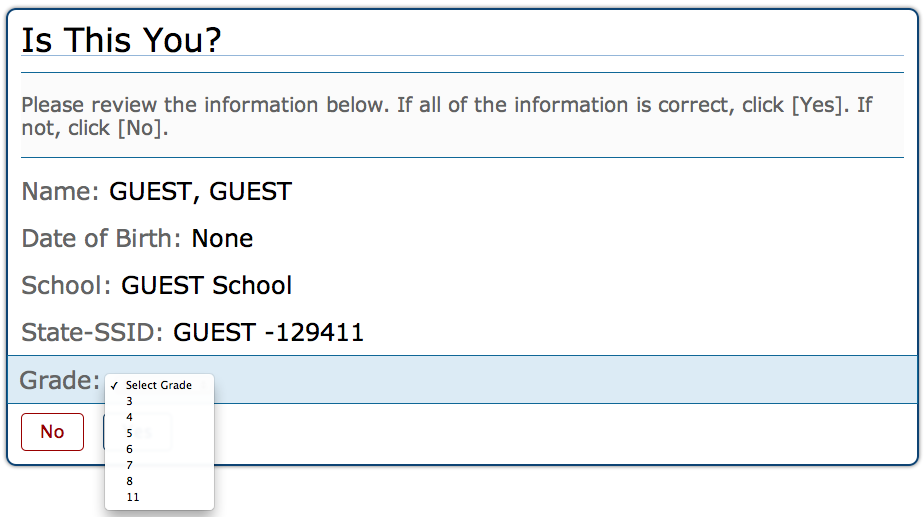 Is This You?
Please review the information below. If all of the information is correct, click [Yes]. If
not, click [No].
Name: GUEST, GUEST
Date of Birth: None
School: GUEST School
State-SSID: GUEST -129411
Grade:
✓ Select Grade
3
4
5
6
7
8
11
No